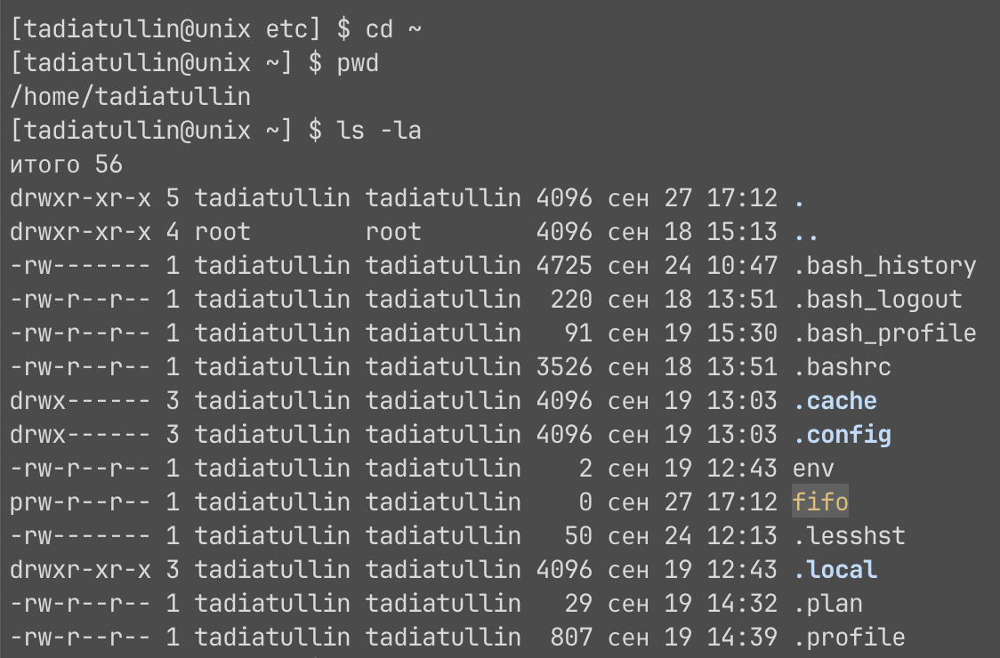 [tadiatullin@unix etc] $ cd ~
[tadiatullin@unix ~] $ pwd
/home/tadiatullin
[tadiatullin@unix ~] $ ls -la
итого 56
drwxr-xr-x 5 tadiatullin tadiatullin 4096 сен 27 17:12 .
drwxr-xr-x 4 root        root        4096 сен 18 15:13 ..
-rw------- 1 tadiatullin tadiatullin 4725 сен 24 10:47 .bash_history
-rw-r--r-- 1 tadiatullin tadiatullin  220 сен 18 13:51 .bash_logout
-rw-r--r-- 1 tadiatullin tadiatullin   91 сен 19 15:30 .bash_profile
-rw-r--r-- 1 tadiatullin tadiatullin 3526 сен 18 13:51 .bashrc
drwx------ 3 tadiatullin tadiatullin 4096 сен 19 13:03 .cache
drwx------ 3 tadiatullin tadiatullin 4096 сен 19 13:03 .config
-rw-r--r-- 1 tadiatullin tadiatullin    2 сен 19 12:43 env
prw-r--r-- 1 tadiatullin tadiatullin    0 сен 27 17:12 fifo
-rw------- 1 tadiatullin tadiatullin   50 сен 24 12:13 .lesshst
drwxr-xr-x 3 tadiatullin tadiatullin 4096 сен 19 12:43 .local
-rw-r--r-- 1 tadiatullin tadiatullin   29 сен 19 14:32 .plan
-rw-r--r-- 1 tadiatullin tadiatullin  807 сен 19 14:39 .profile